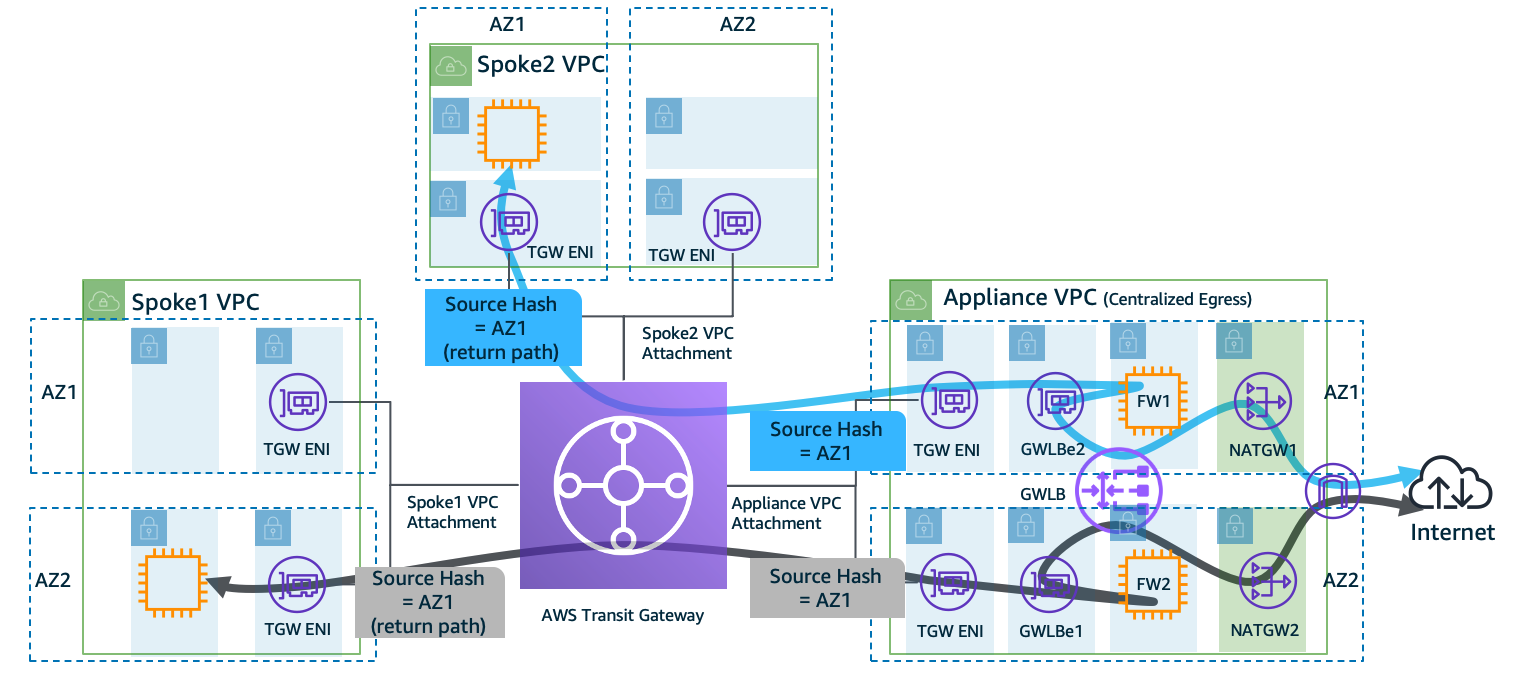 AZ1
AZ2
Spoke2 VPC
TGW ENI
TGW ENI
Source Hash
= AZ1
(return path)
Spoke2 VPC
Attachment
Spoke1 VPC
AZ1
TGW ENI
AZ2
TGW ENI
Spoke1 VPC
Attachment
Source Hash
= AZ1
(return path)
AWS Transit Gateway
Appliance VPC
Attachment
Source Hash
= AZ1
Source Hash
= AZ1
Appliance VPC (Centralized Egress)
AZ1
TGW ENI
GWLBe2
FW1
NATGW1
GWLB
AZ2
TGW ENI
GWLBe1
FW2
NATGW2
Internet